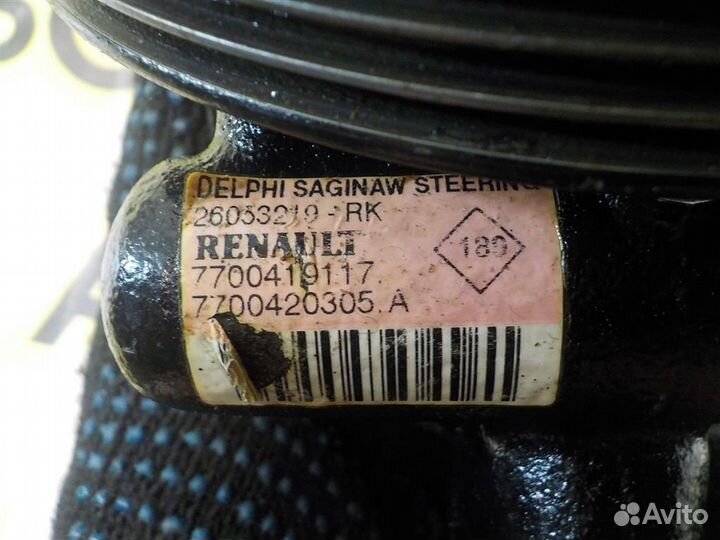 DELPHI SAGINAW STEERING
26053219 - RK
RENAULT
189
7700419117
7700420305.A
Avito